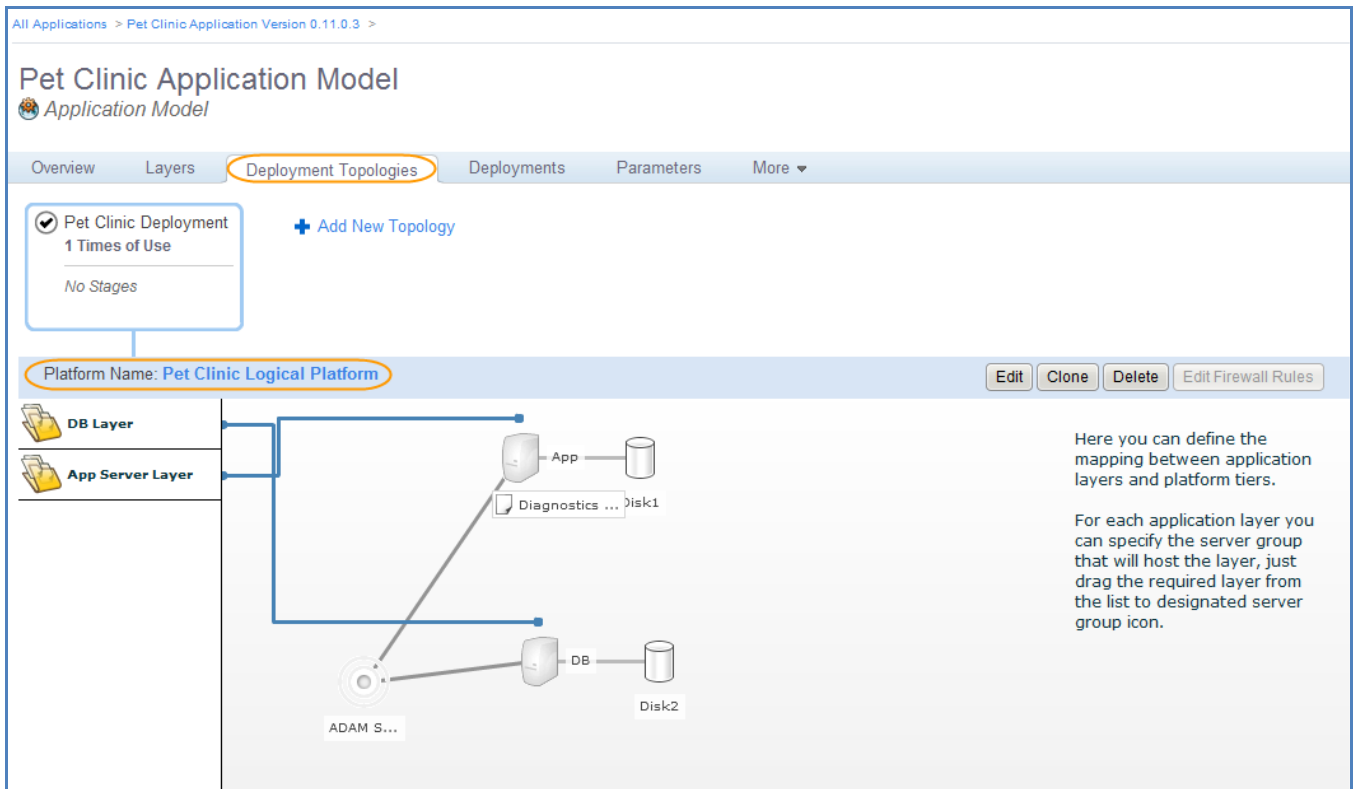 All Applications > Pet Clinic Application Version 0.11.0.3 >
Pet Clinic Application Model
Application Model
Overview Layers Deployment Topologies Deployments Parameters More
Pet Clinic Deployment
1 Times of Use
No Stages
Add New Topology
Platform Name: Pet Clinic Logical Platform
Edit Clone Delete Edit Firewall Rules
DB Layer
App Server Layer
App
Diagnostics ...
Disk1
DB
Disk2
ADAM S...
Here you can define the
mapping between application
layers and platform tiers.
For each application layer you
can specify the server group
that will host the layer, just
drag the required layer from
the list to designated server
group icon.